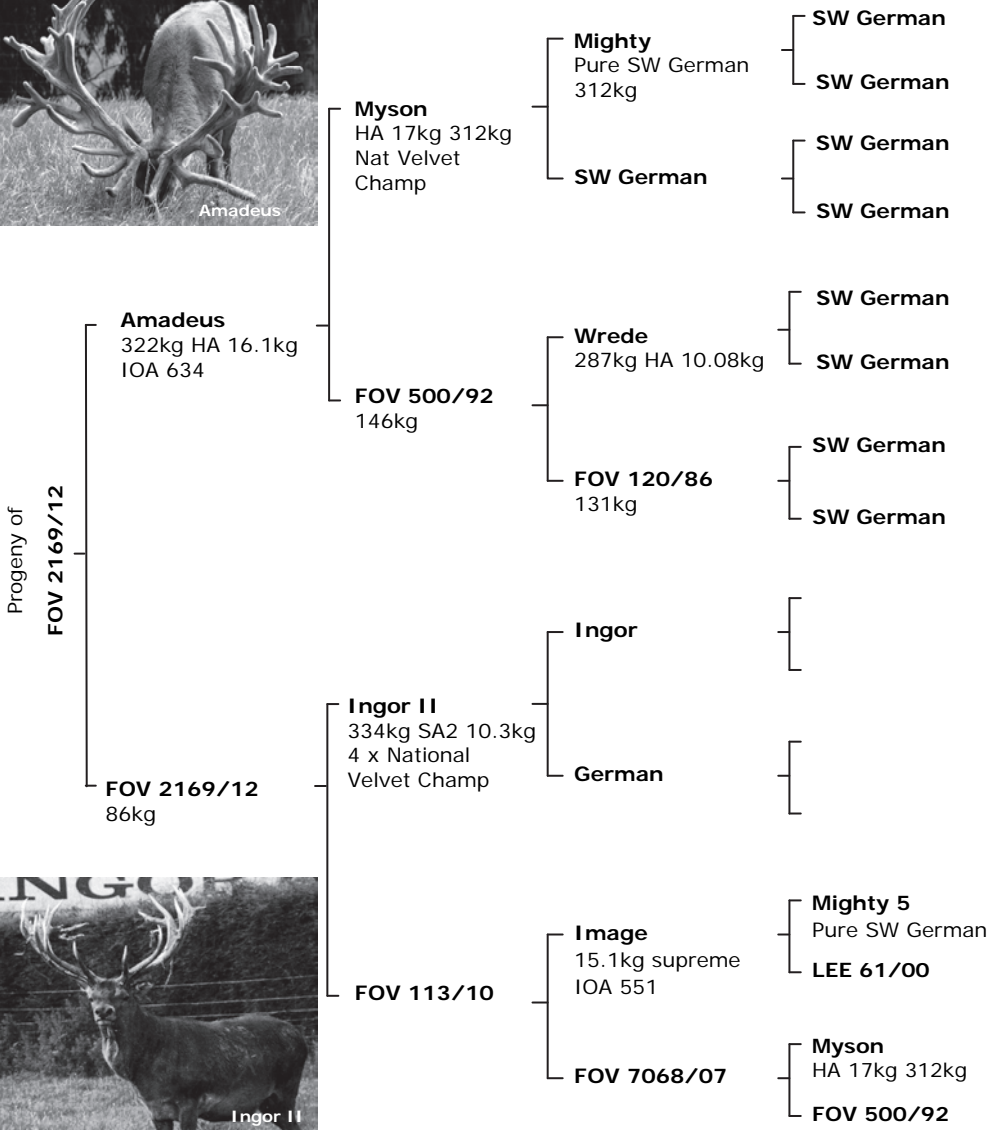 Amadeus
Progeny of
FOV 2169/12
Amadeus
322kg HA 16.1kg
IOA 634
FOV 2169/12
86kg
Myson
HA 17kg 312kg
Nat Velvet
Champ
FOV 500/92
146kg
Ingor II
334kg SA2 10.3kg
4 x National
Velvet Champ
FOV 113/10
Mighty
Pure SW German
312kg
SW German
Wrede
287kg HA 10.08kg
FOV 120/86
131kg
Ingor
German
Image
15.1kg supreme
IOA 551
FOV 7068/07
SW German
SW German
SW German
SW German
SW German
SW German
SW German
SW German
Mighty 5
Pure SW German
LEE 61/00
Myson
HA 17kg 312kg
FOV 500/92
Ingor II